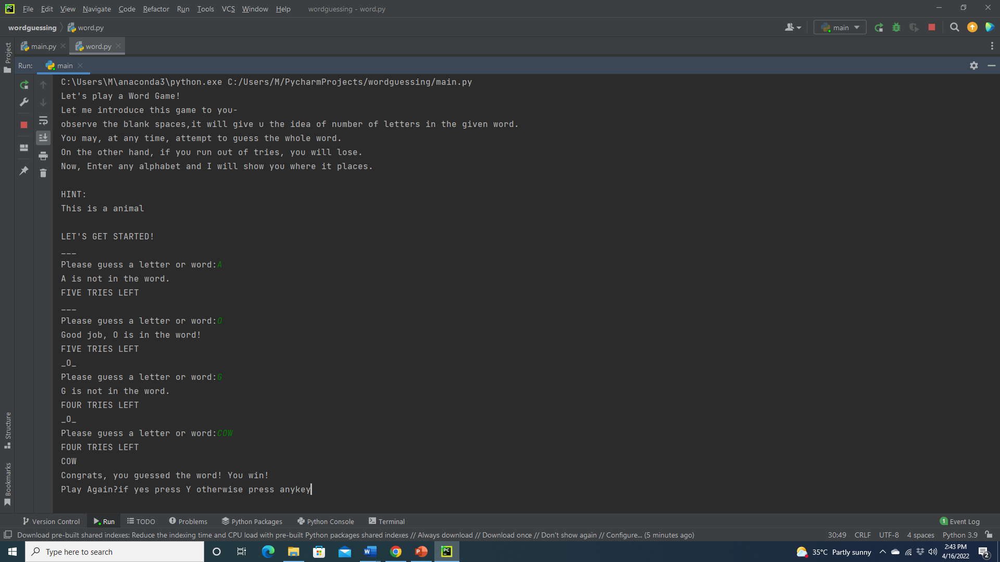 File Edit View Navigate Code Refactor Run Tools VCS Window Help wordguessing - word.py
wordguessing word.py main
main.py word.py
Project
Run: main
C:\Users\M\anaconda3\python.exe C:/Users/M/PycharmProjects/wordguessing/main.py
Let's play a Word Game!
Let me introduce this game to you-
observe the blank spaces,it will give u the idea of number of letters in the given word.
You may, at any time, attempt to guess the whole word.
On the other hand, if you run out of tries, you will lose.
Now, Enter any alphabet and I will show you where it places.
HINT:
This is a animal
LET'S GET STARTED!
___
Please guess a letter or word:A
A is not in the word.
FIVE TRIES LEFT
___
Please guess a letter or word:O
Good job, O is in the word!
FIVE TRIES LEFT
_O_
Please guess a letter or word:G
G is not in the word.
FOUR TRIES LEFT
_O_
Please guess a letter or word:COW
FOUR TRIES LEFT
COW
Congrats, you guessed the word! You win!
Play Again?if yes press Y otherwise press anykey
Structure
Bookmarks
Version Control Run TODO Problems Python Packages Python Console Terminal 1 Event Log
Download pre-built shared indexes: Reduce the indexing time and CPU load with pre-built Python packages shared indexes // Always download // Download once // Don't show again // Configure... (5 minutes ago) 30:49 CRLF UTF-8 4 spaces Python 3.9
Type here to search 35°C Partly sunny 2:43 PM
4/16/2022 2